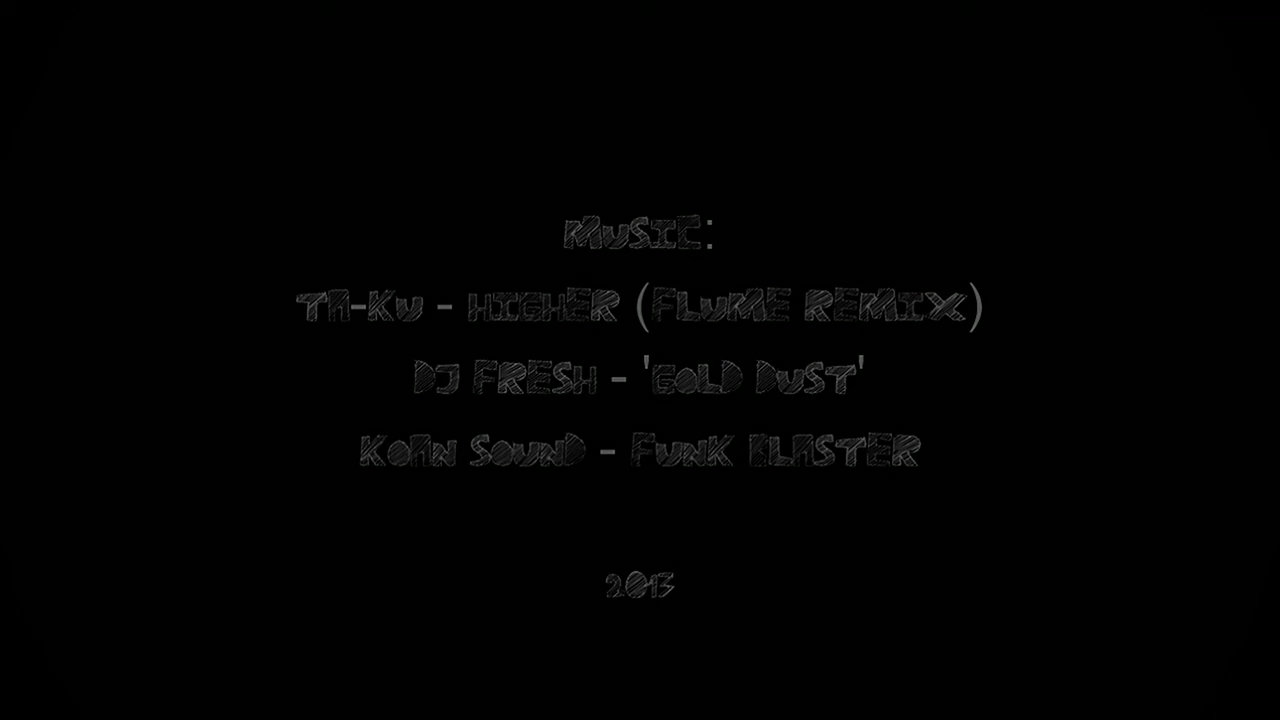 MUSIC:
TA-KU - HIGHER (FLUME REMIX)
DJ FRESH - 'GOLD DUST'
KOAN SOUND - FUNK BLASTER
2013